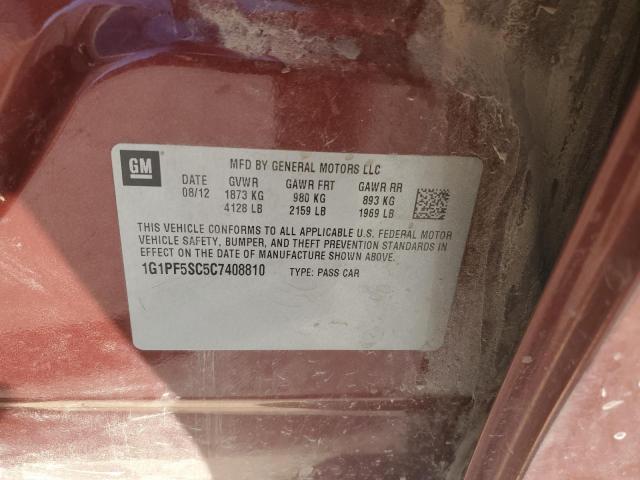 GM
MFD BY GENERAL MOTORS LLC
DATE GVWR GAWR FRT GAWR RR
08/12 1873 KG 980 KG 893 KG
4128 LB 2159 LB 1969 LB
THIS VEHICLE CONFORMS TO ALL APPLICABLE U.S. FEDERAL MOTOR
VEHICLE SAFETY, BUMPER, AND THEFT PREVENTION STANDARDS IN
EFFECT ON THE DATE OF MANUFACTURE SHOWN ABOVE.
1G1PF5SC5C7408810 TYPE: PASS CAR